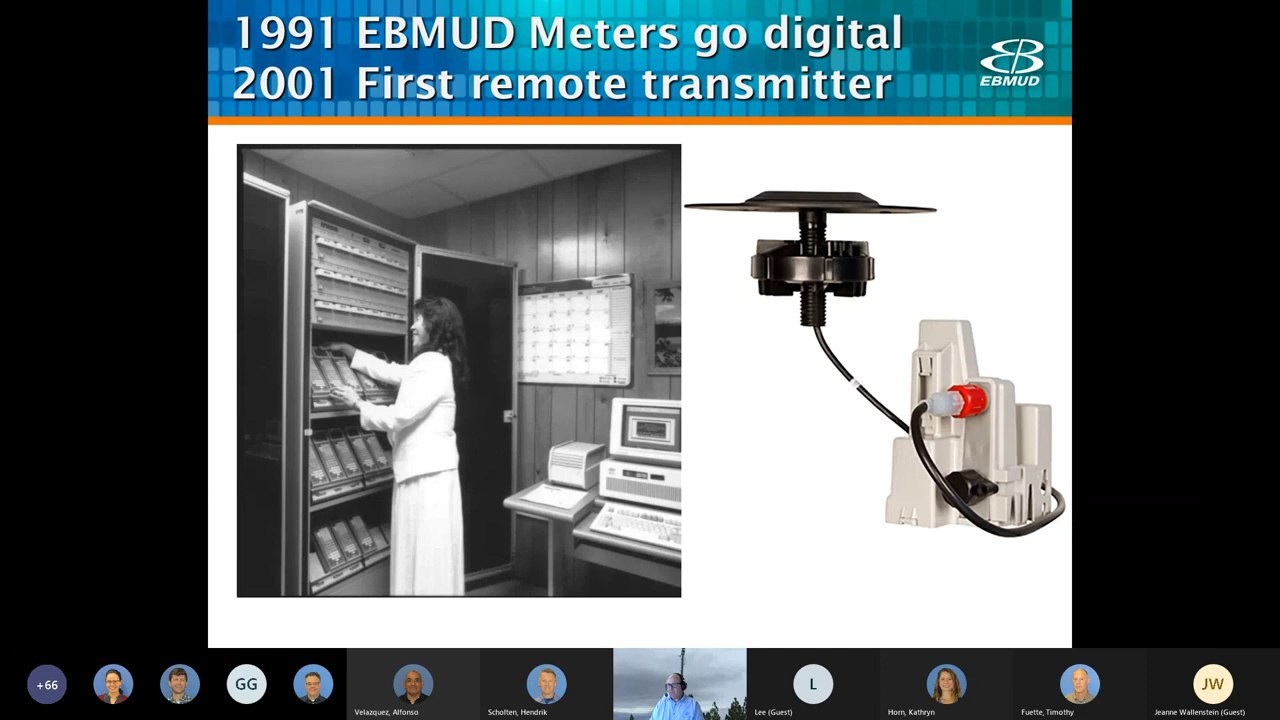 1991 EBMUD Meters go digital
2001 First remote transmitter
EBMUD
+66
GG
Velazquez, Alfonso
Scholten, Hendrik
L
Lee (Guest)
Horn, Kathryn
Fuette, Timothy
JW
Jeanne Wallenstein (Guest)